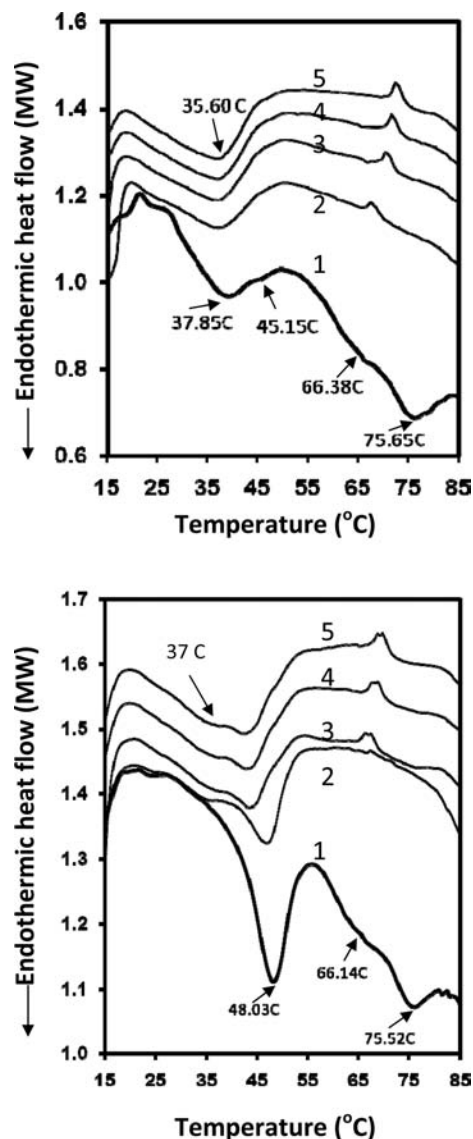 1.6
1.4
1.2
1.0
0.8
0.6
← Endothermic heat flow (MW)
35.60 C
5
4
3
2
1
37.85C
45.15C
66.38C
75.65C
15 25 35 45 55 65 75 85
Temperature (°C)
1.7
1.6
1.5
1.4
1.3
1.2
1.1
1.0
← Endothermic heat flow (MW)
37 C
5
4
3
2
1
48.03C
66.14C
75.52C
15 25 35 45 55 65 75 85
Temperature (°C)